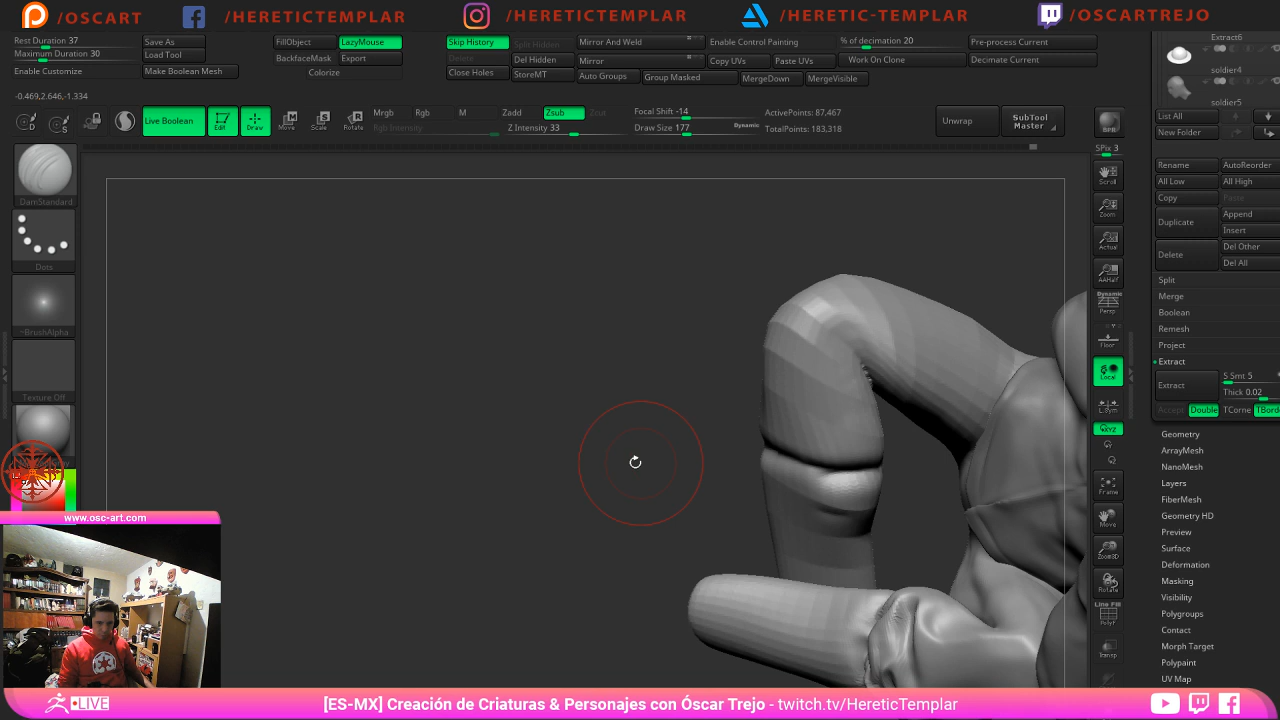 /OSCART
/HERETICTEMPLAR
/HERETICTEMPLAR
/HERETIC-TEMPLAR
/OSCARTREJO
Rest Duration 37
Maximum Duration 30
Enable Customize
Save As
Load Tool
Make Boolean Mesh
FillObject
LazyMouse
BackfaceMask
Export
Colorize
Skip History
Split Hidden
Delete
Del Hidden
Close Holes
StoreMT
Mirror And Weld
Mirror
Auto Groups
Group Masked
Enable Control Painting
Copy UVs
Paste UVs
MergeDown
MergeVisible
% of decimation 20
Work On Clone
Pre-process Current
Decimate Current
Extract6
soldier4
soldier5
-0.469,2.646,-1.334
Live Boolean
Edit
Draw
Move
Scale
Rotate
Mrgb
Rgb
M
Rgb Intensity
Zadd
Zsub
Zcut
Z Intensity 33
Focal Shift -14
Draw Size 177
Dynamic
ActivePoints: 87,467
TotalPoints: 183,318
Unwrap
SubTool
Master
BPR
SPix 3
DamStandard
Dots
~BrushAlpha
Texture Off
Scroll
Zoom
Actual
AAHalf
Dynamic
Persp
Floor
Local
L.Sym
XYZ
Frame
Move
Zoom3D
Rotate
Line Fill
PolyF
Transp
List All
New Folder
Rename
AutoReorder
All Low
All High
Copy
Paste
Duplicate
Append
Insert
Delete
Del Other
Del All
Split
Merge
Boolean
Remesh
Project
Extract
Extract
S Smt 5
Thick 0.02
Accept
Double
TCorne
TBord
Geometry
ArrayMesh
NanoMesh
Layers
FiberMesh
Geometry HD
Preview
Surface
Deformation
Masking
Visibility
Polygroups
Contact
Morph Target
Polypaint
UV Map
www.osc-art.com
LIVE
[ES-MX] Creación de Criaturas & Personajes con Óscar Trejo - twitch.tv/HereticTemplar